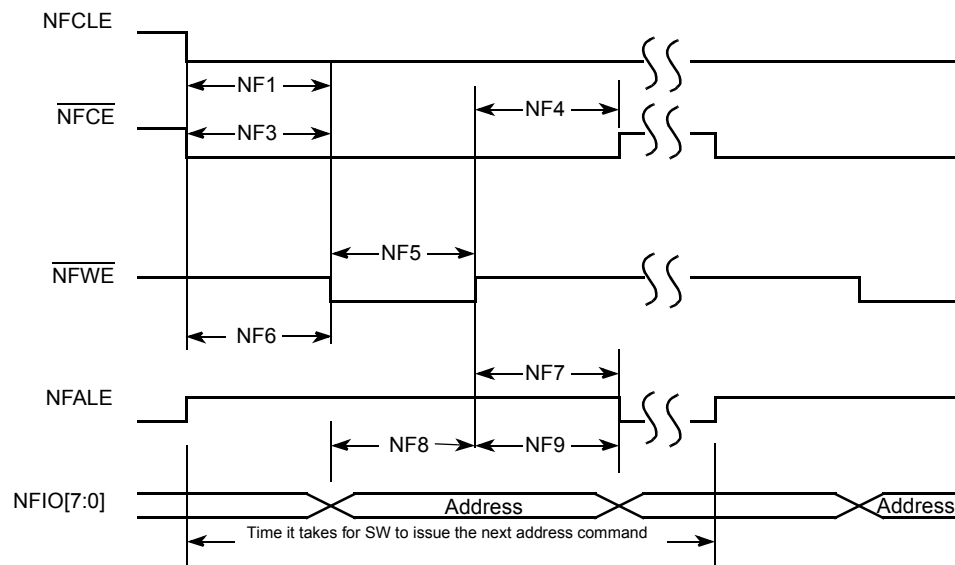 NFCLE
NF1
NFCE
NF3
NF4
NF5
NFWE
NF6
NF7
NFALE
NF8
NF9
NFIO[7:0]
Address
Address
Time it takes for SW to issue the next address command